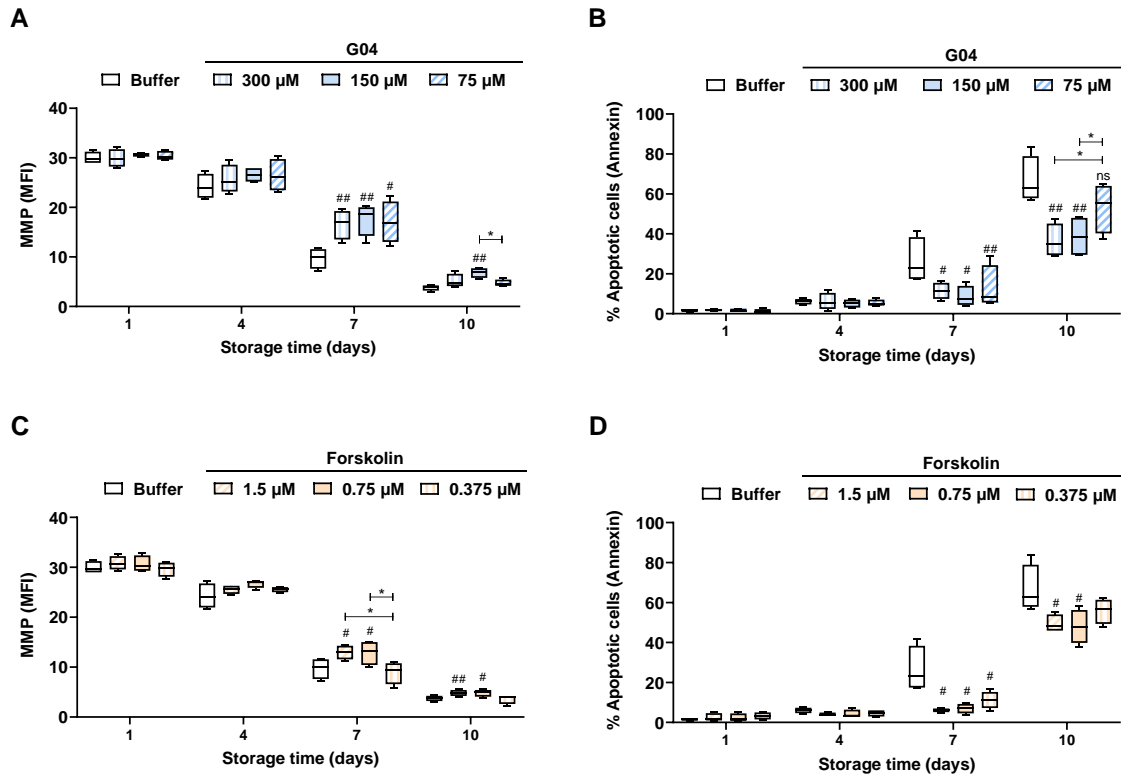 A
G04
Buffer 300 µM 150 µM 75 µM
MMP (MFI)
40
30
20
10
0
## ## #
##
*
1 4 7 10
Storage time (days)
B
G04
Buffer 300 µM 150 µM 75 µM
% Apoptotic cells (Annexin)
100
80
60
40
20
0
# # ##
*
*
ns
## ##
1 4 7 10
Storage time (days)
C
Forskolin
Buffer 1.5 µM 0.75 µM 0.375 µM
MMP (MFI)
40
30
20
10
0
*
*
# #
## #
1 4 7 10
Storage time (days)
D
Forskolin
Buffer 1.5 µM 0.75 µM 0.375 µM
% Apoptotic cells (Annexin)
100
80
60
40
20
0
# # #
# #
1 4 7 10
Storage time (days)